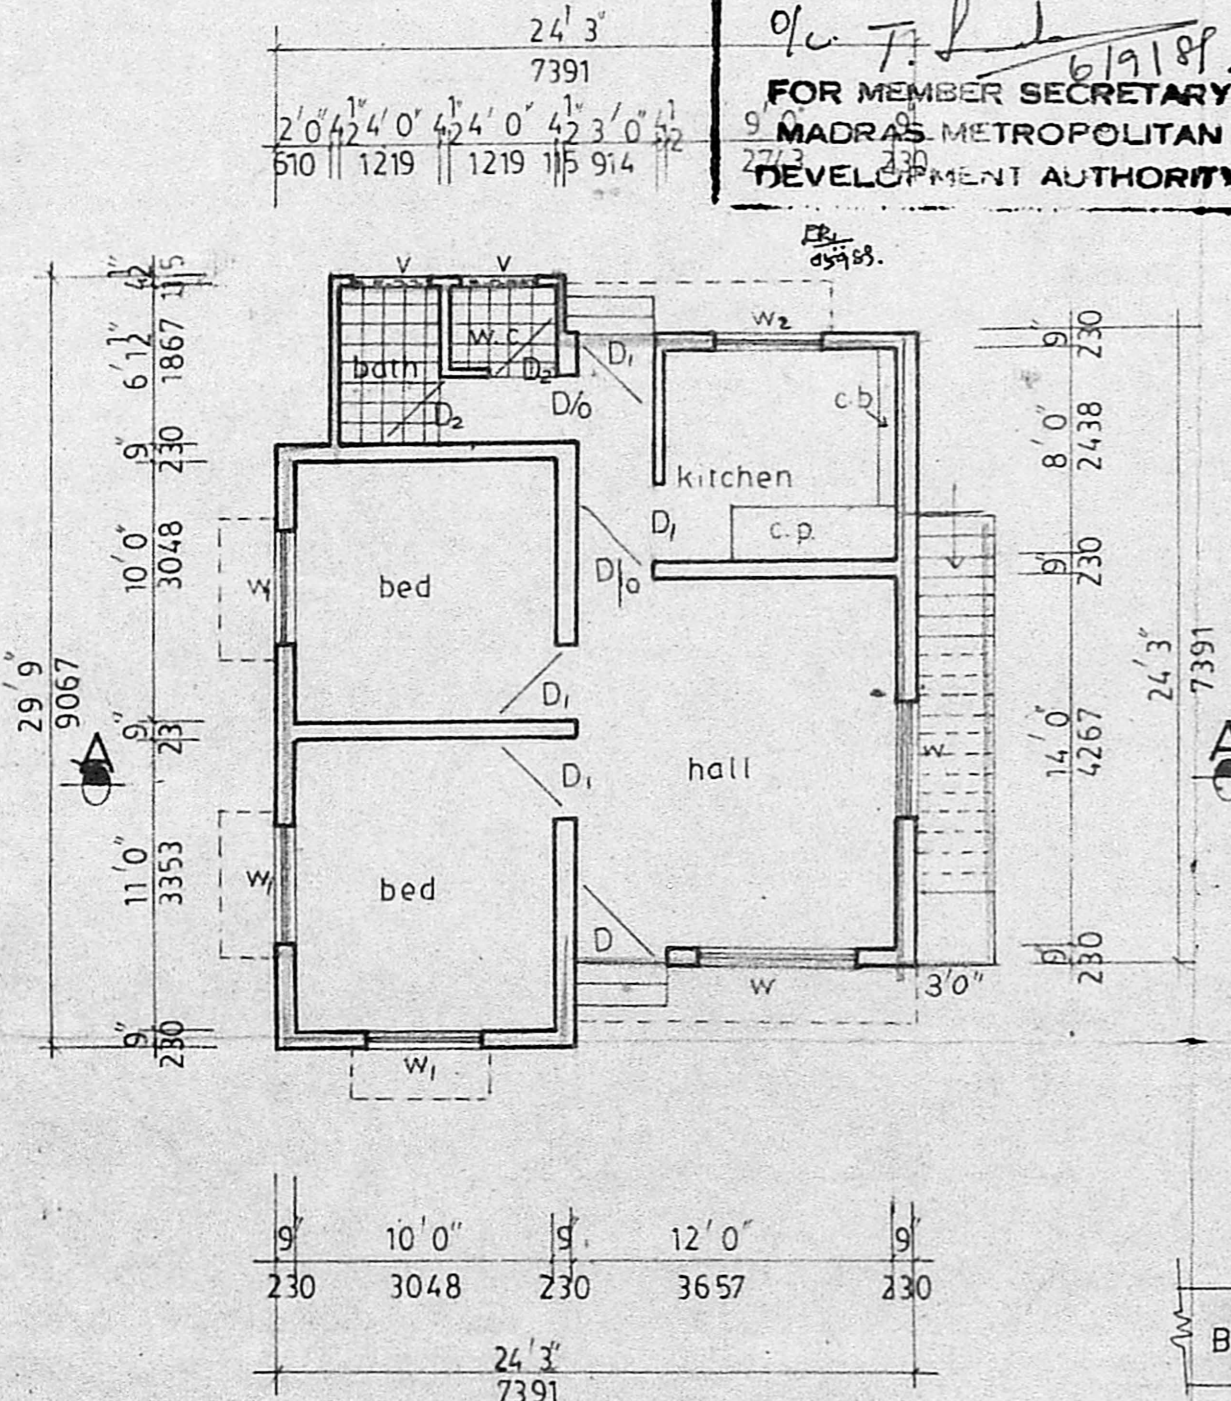 24'3"
7391
o/c.
6/9/89.
FOR MEMBER SECRETARY
MADRAS METROPOLITAN
DEVELOPMENT AUTHORITY
2'0" 4½" 4'0" 4½" 4'0" 4½" 3'0" 4½ 9'0" 9"
610 1219 1219 115 914 2743 230
4½" 115
6'1½" 1867
9" 230
10'0" 3048
9" 23
11'0" 3353
9" 230
29'9" 9067
A
V V
bath
w.c
D2
D2
D/o
D1
W2
c.b
kitchen
D1
c.p.
D/o
W
bed
D1
D1
hall
W
W1
bed
D
W
3'0"
W1
9" 230
8'0" 2438
9" 230
14'0" 4267
9" 230
24'3" 7391
A
9" 10'0" 9" 12'0" 9"
230 3048 230 3657 230
24'3"
7391
B